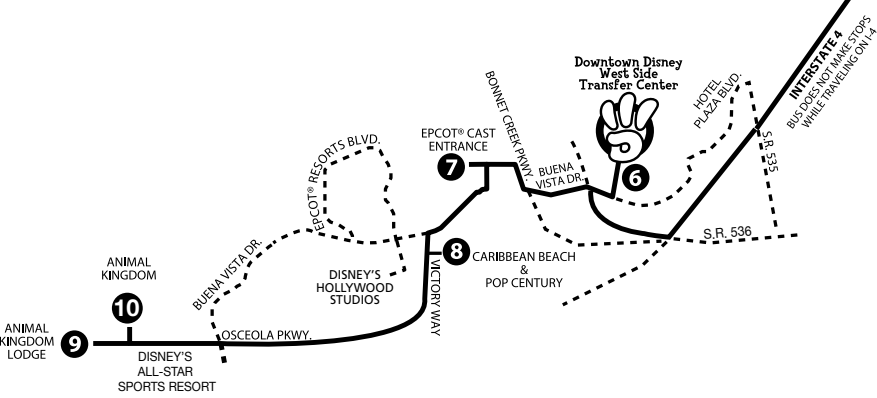 INTERSTATE 4
BUS DOES NOT MAKE STOPS
WHILE TRAVELING ON I-4
Downtown Disney
West Side
Transfer Center
HOTEL
PLAZA BLVD.
S.R. 535
BONNET CREEK PKWY.
EPCOT® CAST
ENTRANCE
7
BUENA
VISTA DR.
6
EPCOT® RESORTS BLVD.
S.R. 536
BUENA VISTA DR.
8
CARIBBEAN BEACH
&
POP CENTURY
VICTORY WAY
DISNEY'S
HOLLYWOOD
STUDIOS
ANIMAL
KINGDOM
10
OSCEOLA PKWY.
ANIMAL
KINGDOM
LODGE
9
DISNEY'S
ALL-STAR
SPORTS RESORT